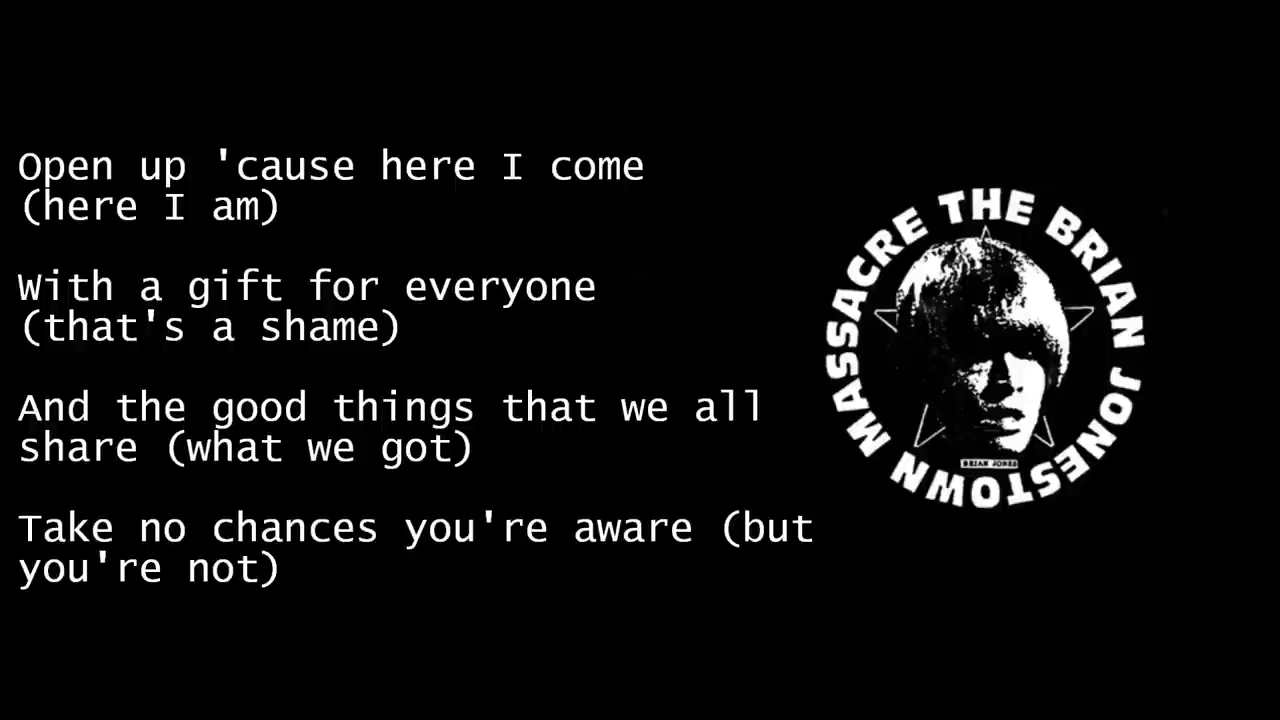 Open up 'cause here I come
(here I am)
With a gift for everyone
(that's a shame)
And the good things that we all
share (what we got)
Take no chances you're aware (but
you're not)
THE BRIAN JONESTOWN MASSACRE
BRIAN JONES